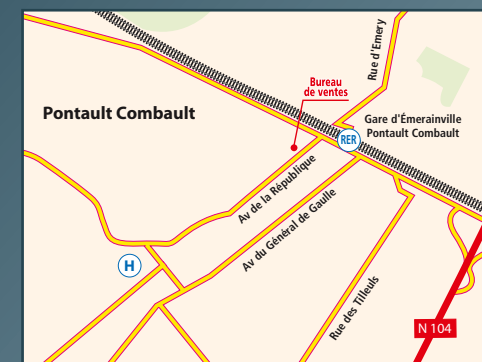 Rue d'Emery
Bureau
de ventes
Pontault Combault
Gare d'Émerainville
Pontault Combault
RER
Av de la République
Av du Général de Gaulle
H
Rue des Tilleuls
N 104